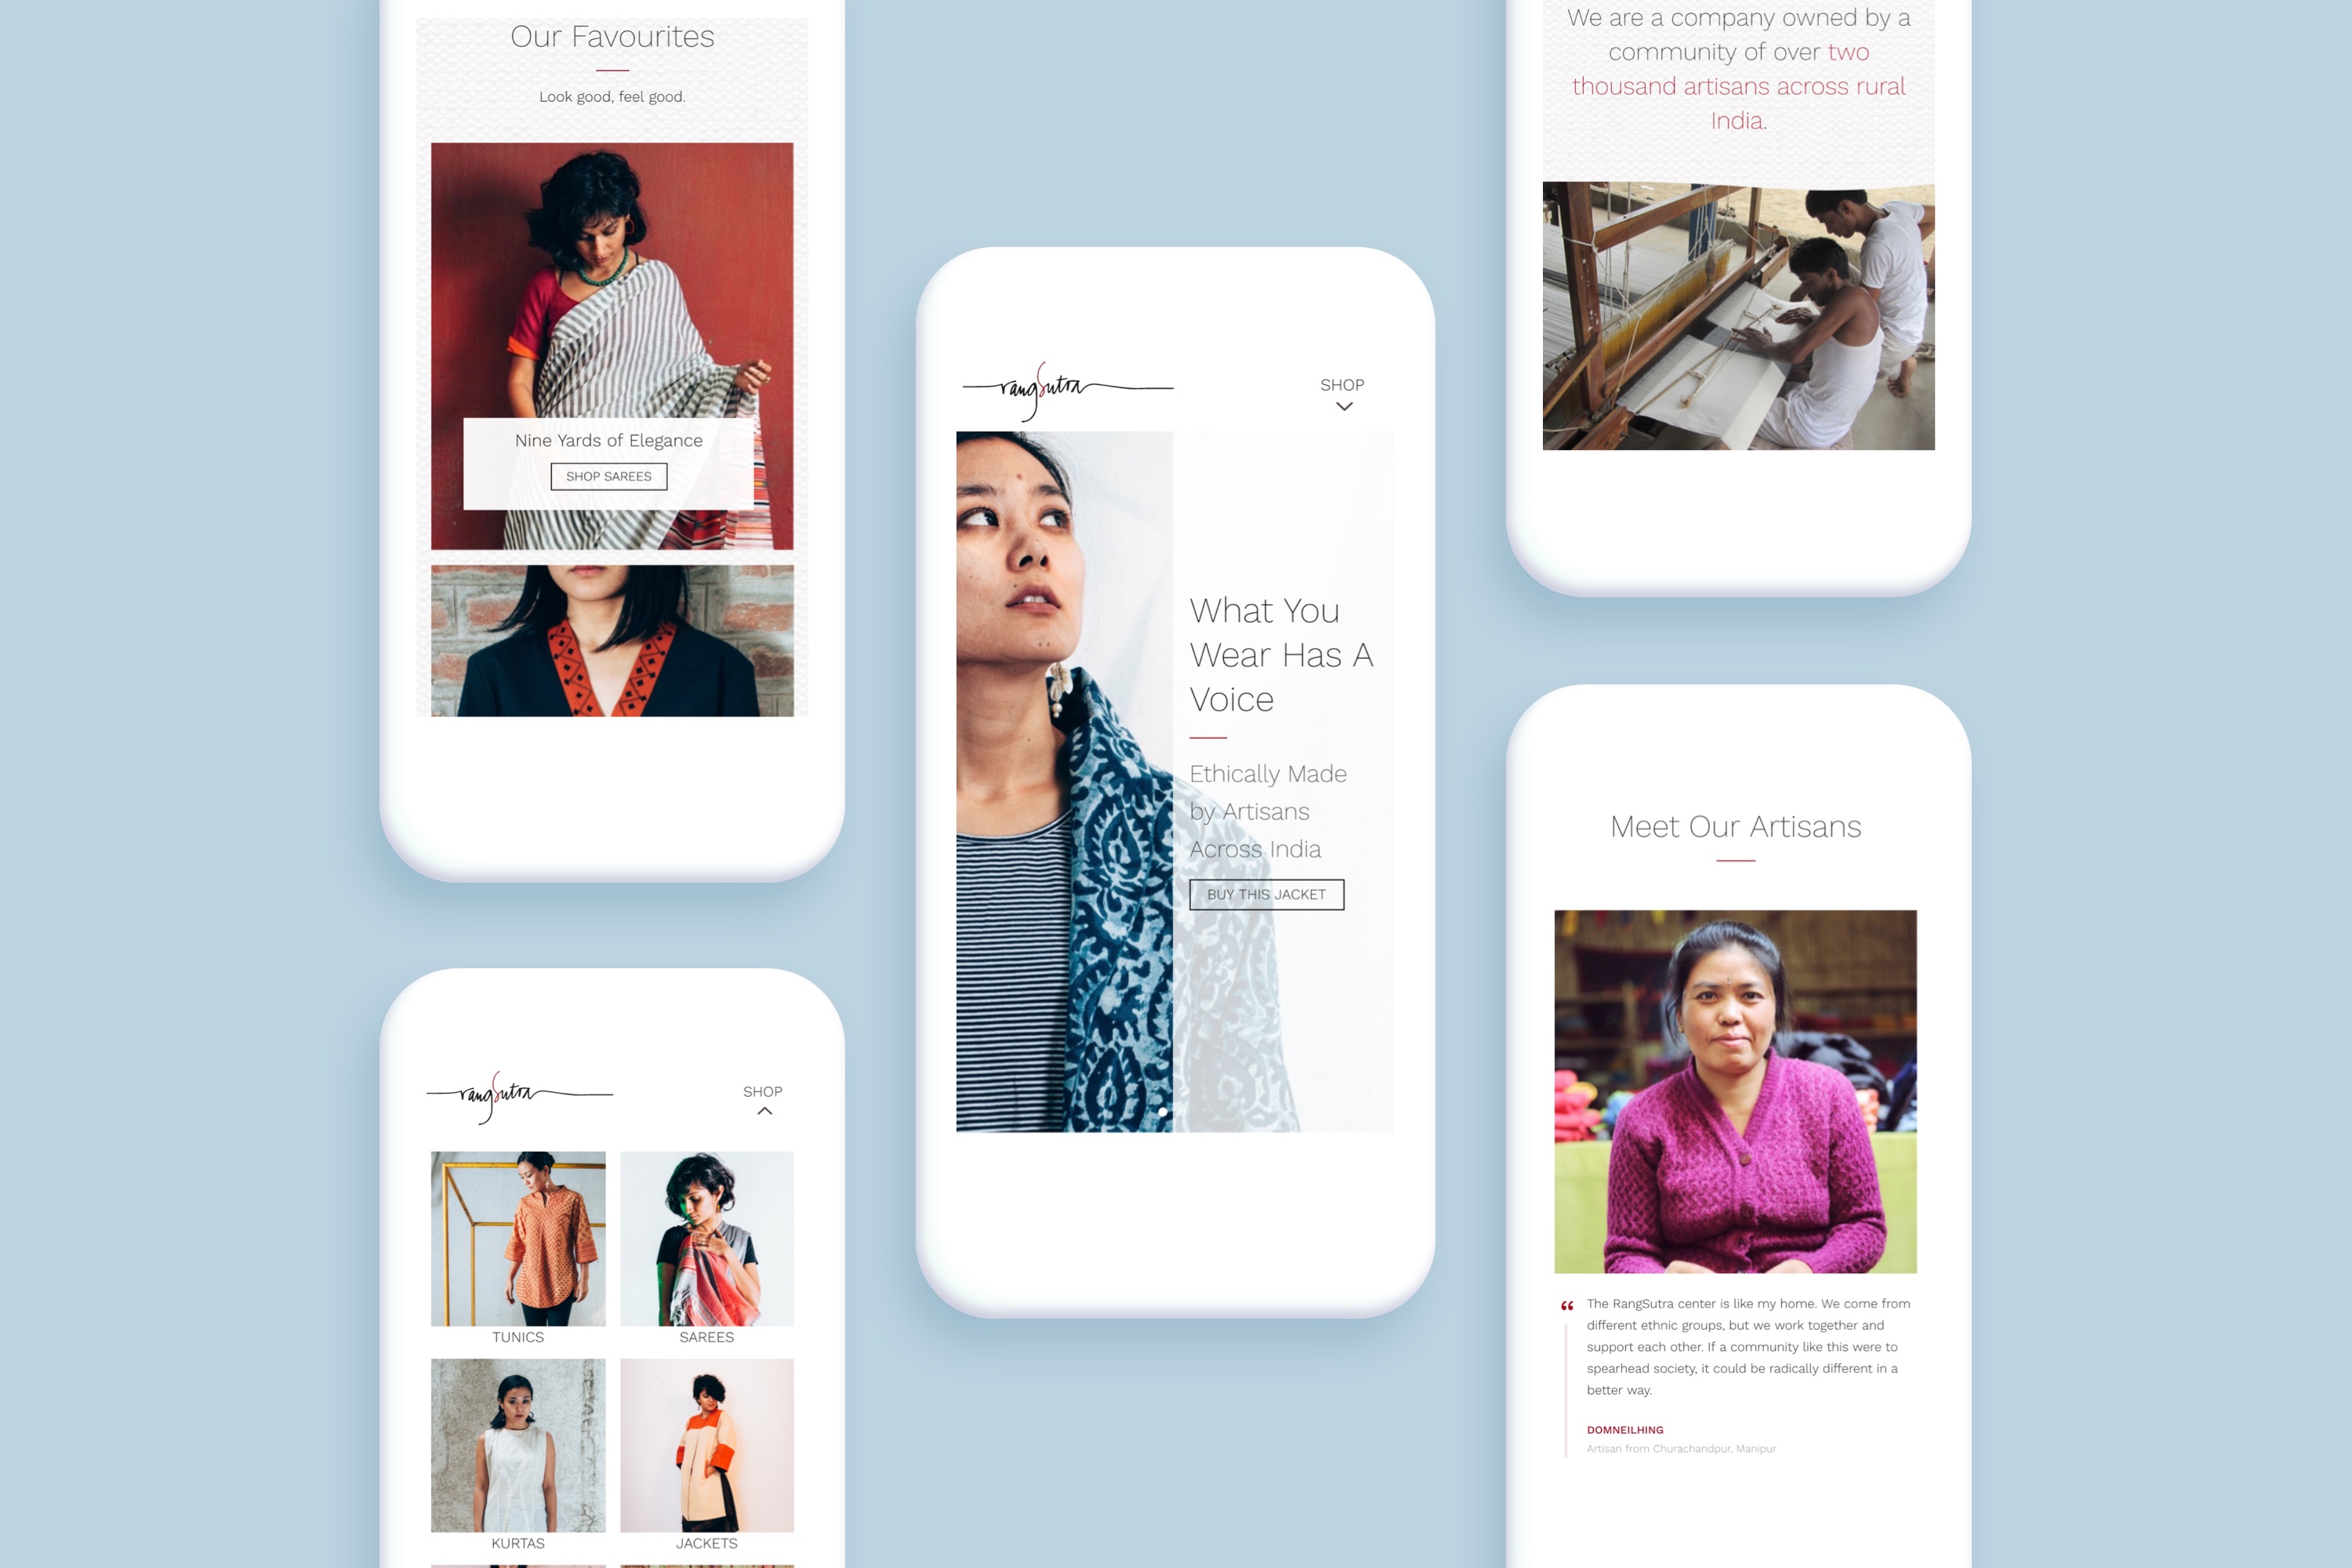 Our Favourites
Look good, feel good.
Nine Yards of Elegance
SHOP SAREES
rangSutra
SHOP
TUNICS
SAREES
KURTAS
JACKETS
rangSutra
SHOP
What You
Wear Has A
Voice
Ethically Made
by Artisans
Across India
BUY THIS JACKET
We are a company owned by a
community of over two
thousand artisans across rural
India.
Meet Our Artisans
“ The RangSutra center is like my home. We come from
different ethnic groups, but we work together and
support each other. If a community like this were to
spearhead society, it could be radically different in a
better way.
DOMNEILHING
Artisan from Churachandpur, Manipur